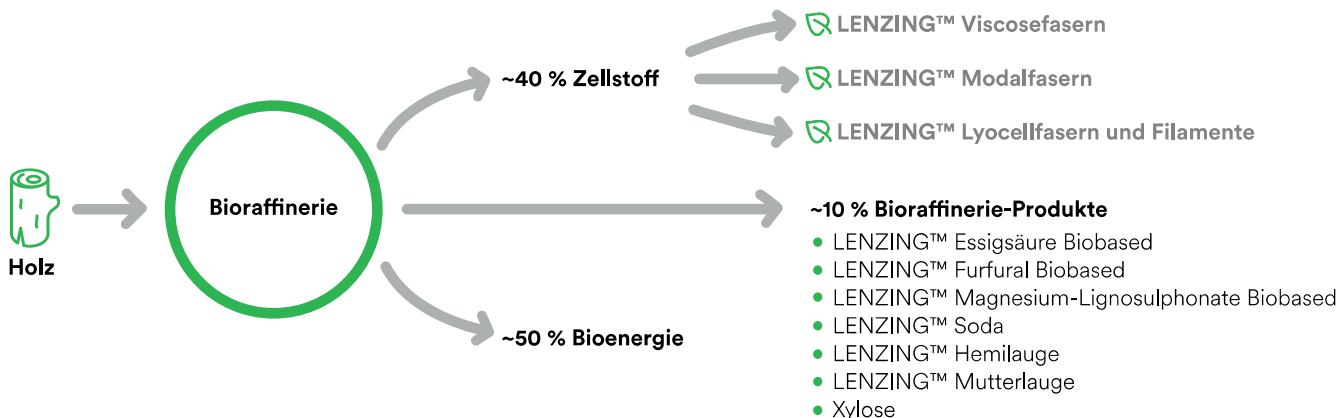 Holz
Bioraffinerie
~40 % Zellstoff
LENZING™ Viscosefasern
LENZING™ Modalfasern
LENZING™ Lyocellfasern und Filamente
~10 % Bioraffinerie-Produkte
• LENZING™ Essigsäure Biobased
• LENZING™ Furfural Biobased
• LENZING™ Magnesium-Lignosulphonate Biobased
• LENZING™ Soda
• LENZING™ Hemilauge
• LENZING™ Mutterlauge
• Xylose
~50 % Bioenergie